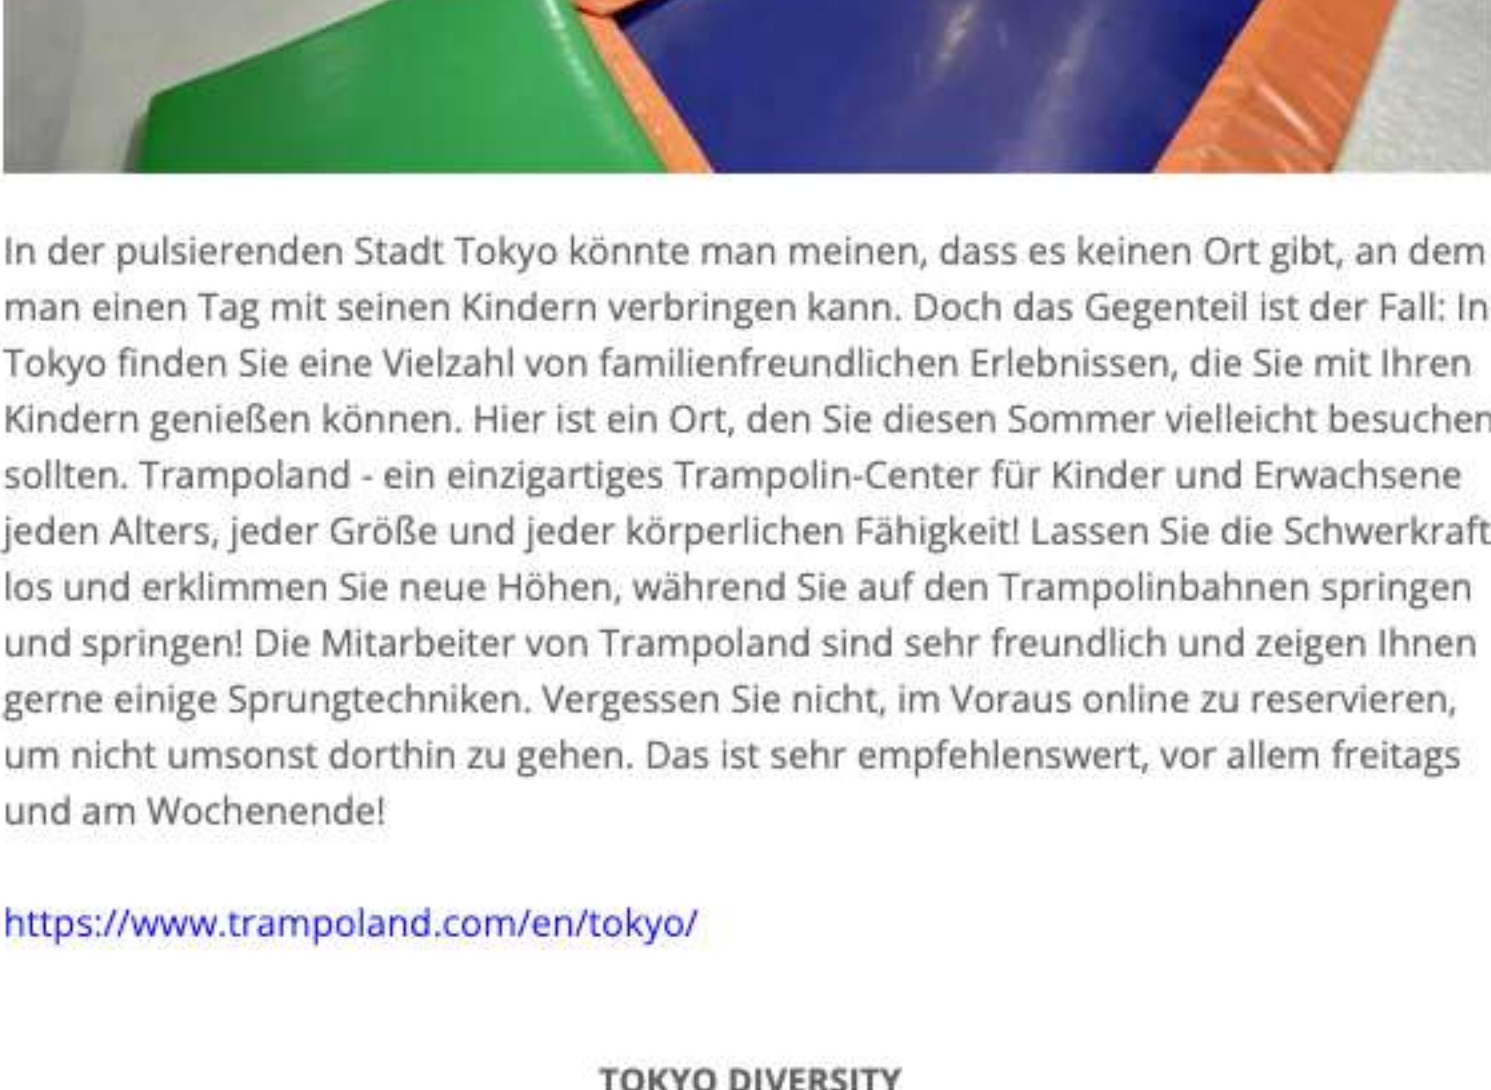 In der pulsierenden Stadt Tokyo könnte man meinen, dass es keinen Ort gibt, an dem
man einen Tag mit seinen Kindern verbringen kann. Doch das Gegenteil ist der Fall: In
Tokyo finden Sie eine Vielzahl von familienfreundlichen Erlebnissen, die Sie mit Ihren
Kindern genießen können. Hier ist ein Ort, den Sie diesen Sommer vielleicht besuchen
sollten. Trampoland - ein einzigartiges Trampolin-Center für Kinder und Erwachsene
jeden Alters, jeder Größe und jeder körperlichen Fähigkeit! Lassen Sie die Schwerkraft
los und erklimmen Sie neue Höhen, während Sie auf den Trampolinbahnen springen
und springen! Die Mitarbeiter von Trampoland sind sehr freundlich und zeigen Ihnen
gerne einige Sprungtechniken. Vergessen Sie nicht, im Voraus online zu reservieren,
um nicht umsonst dorthin zu gehen. Das ist sehr empfehlenswert, vor allem freitags
und am Wochenende!
https://www.trampoland.com/en/tokyo/
TOKYO DIVERSITY